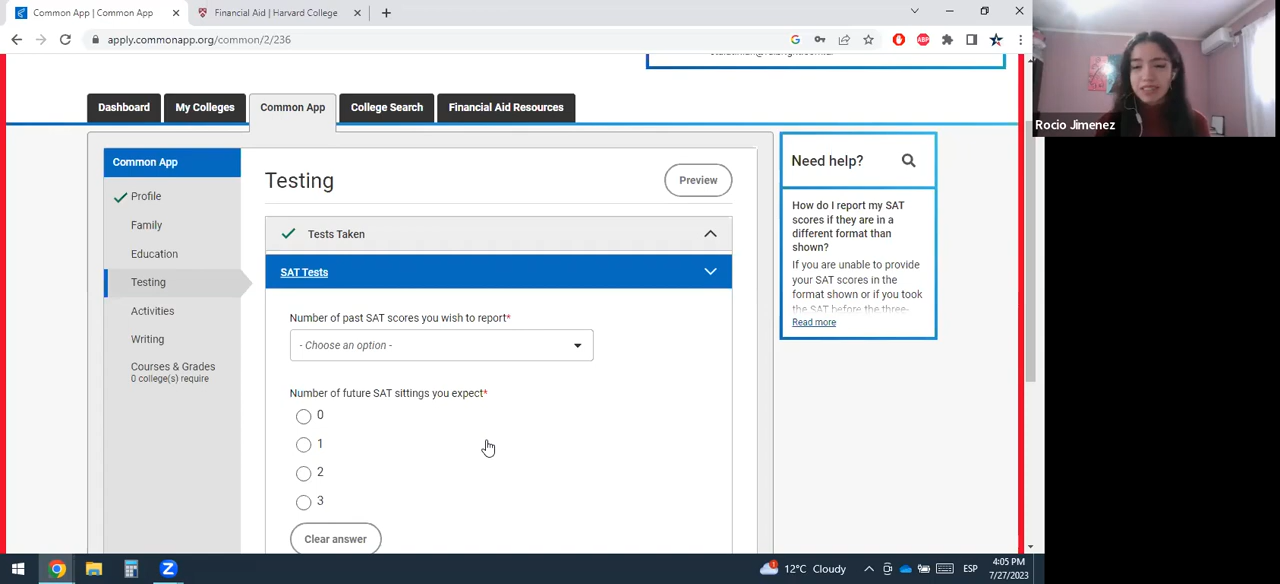 Common App | Common App
Financial Aid | Harvard College
apply.commonapp.org/common/2/236
Rocio Jimenez
Dashboard
My Colleges
Common App
College Search
Financial Aid Resources
Common App
Profile
Family
Education
Testing
Activities
Writing
Courses & Grades
0 college(s) require
Testing
Preview
Tests Taken
SAT Tests
Number of past SAT scores you wish to report*
- Choose an option -
Number of future SAT sittings you expect*
0
1
2
3
Clear answer
Need help?
How do I report my SAT
scores if they are in a
different format than
shown?
If you are unable to provide
your SAT scores in the
format shown or if you took
the SAT before the three-
Read more
12°C Cloudy
ESP
4:05 PM
7/27/2023